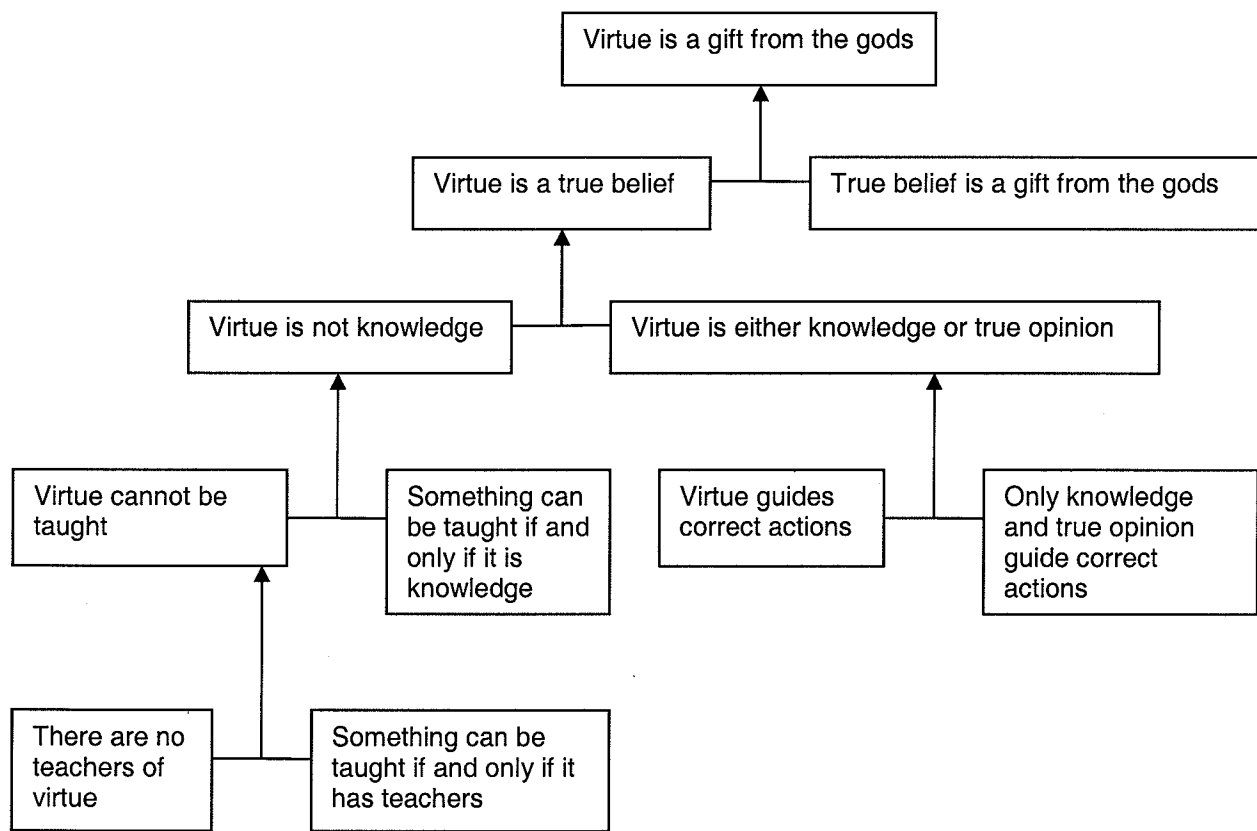 Virtue is a gift from the gods
Virtue is a true belief
True belief is a gift from the gods
Virtue is not knowledge
Virtue is either knowledge or true opinion
Virtue cannot be
taught
Something can
be taught if and
only if it is
knowledge
Virtue guides
correct actions
Only knowledge
and true opinion
guide correct
actions
There are no
teachers of
virtue
Something can be
taught if and only if it
has teachers